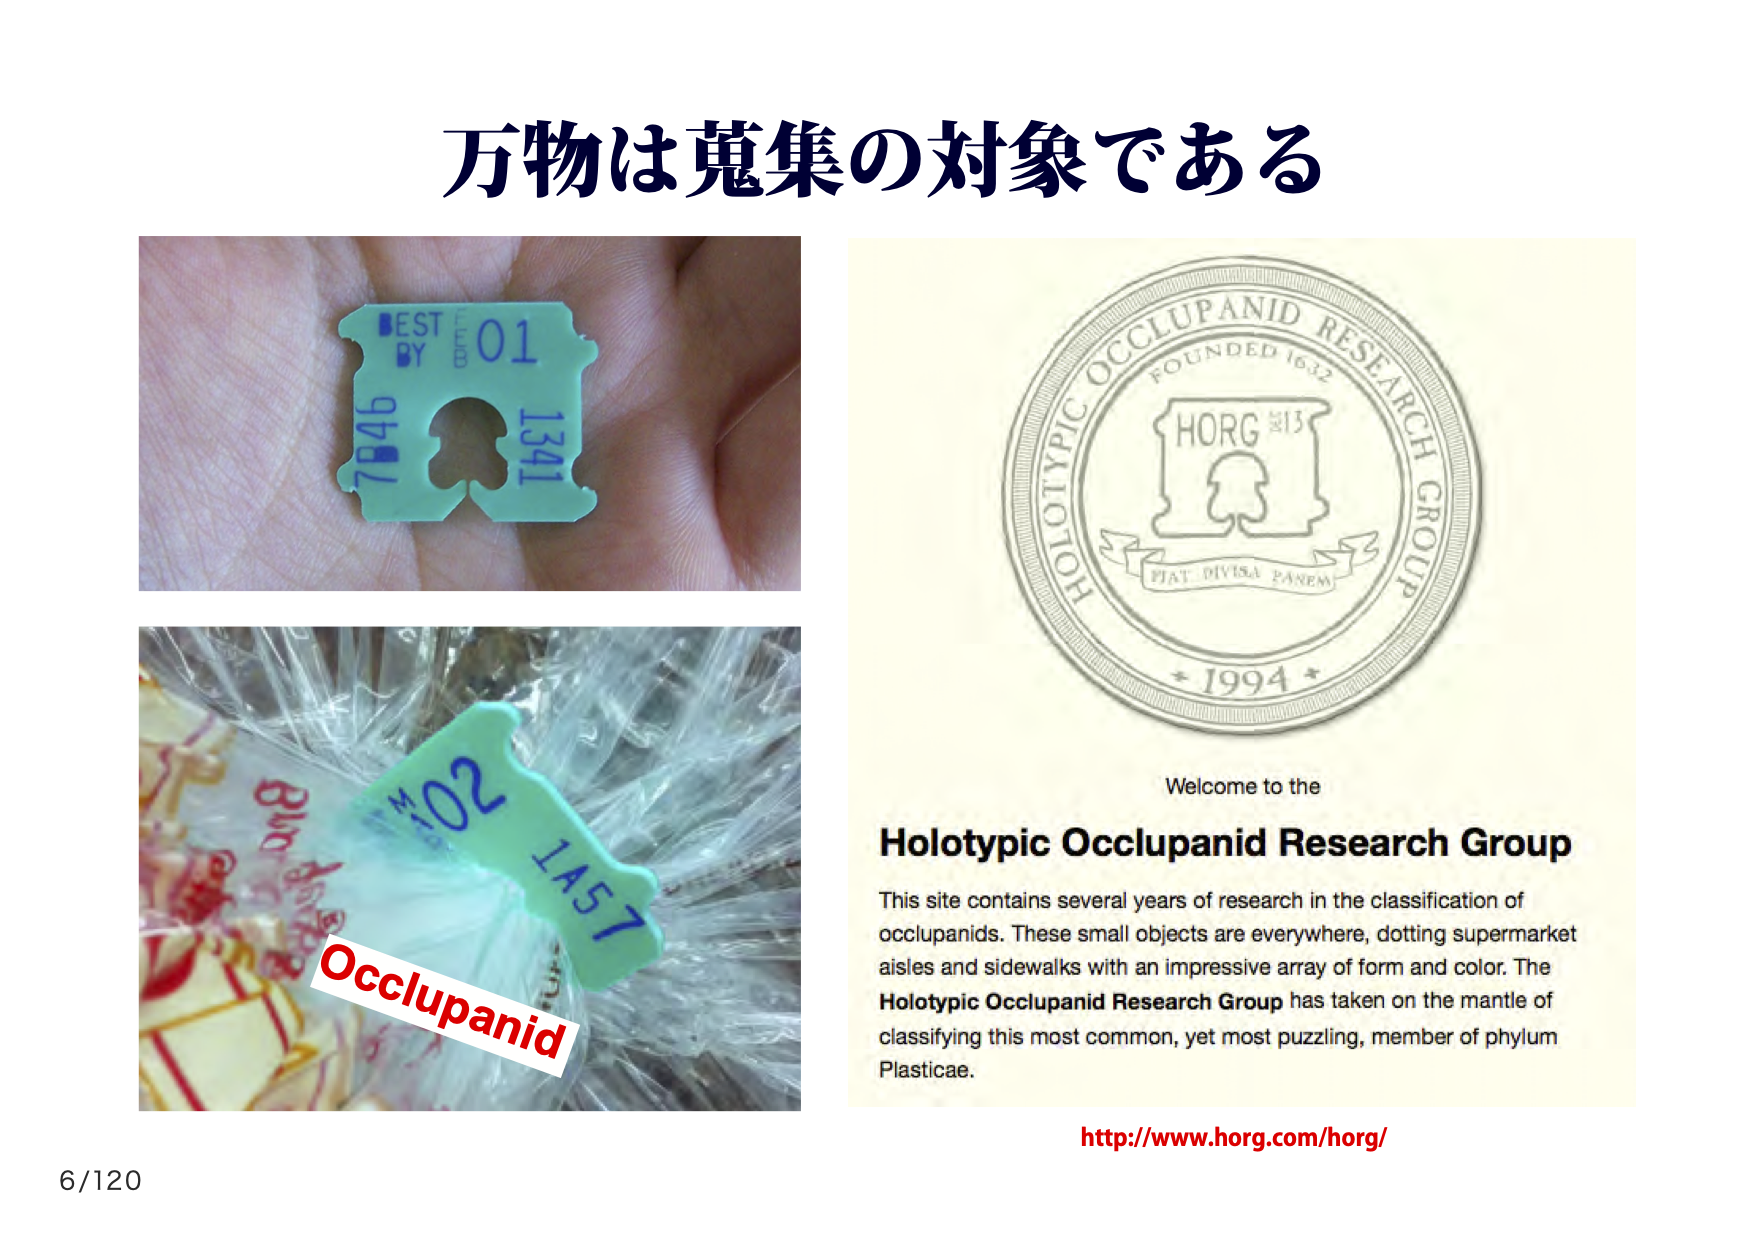 万物は蒐集の対象である
BEST
BY
FEB
01
7B46
1341
02
1A57
Occlupanid
HOLOTYPIC OCCLUPANID RESEARCH GROUP
FOUNDED 1632
HORG
13
FIAT DIVISA PANEM
1994
Welcome to the
Holotypic Occlupanid Research Group
This site contains several years of research in the classification of
occlupanids. These small objects are everywhere, dotting supermarket
aisles and sidewalks with an impressive array of form and color. The
Holotypic Occlupanid Research Group has taken on the mantle of
classifying this most common, yet most puzzling, member of phylum
Plasticae.
http://www.horg.com/horg/
6/120